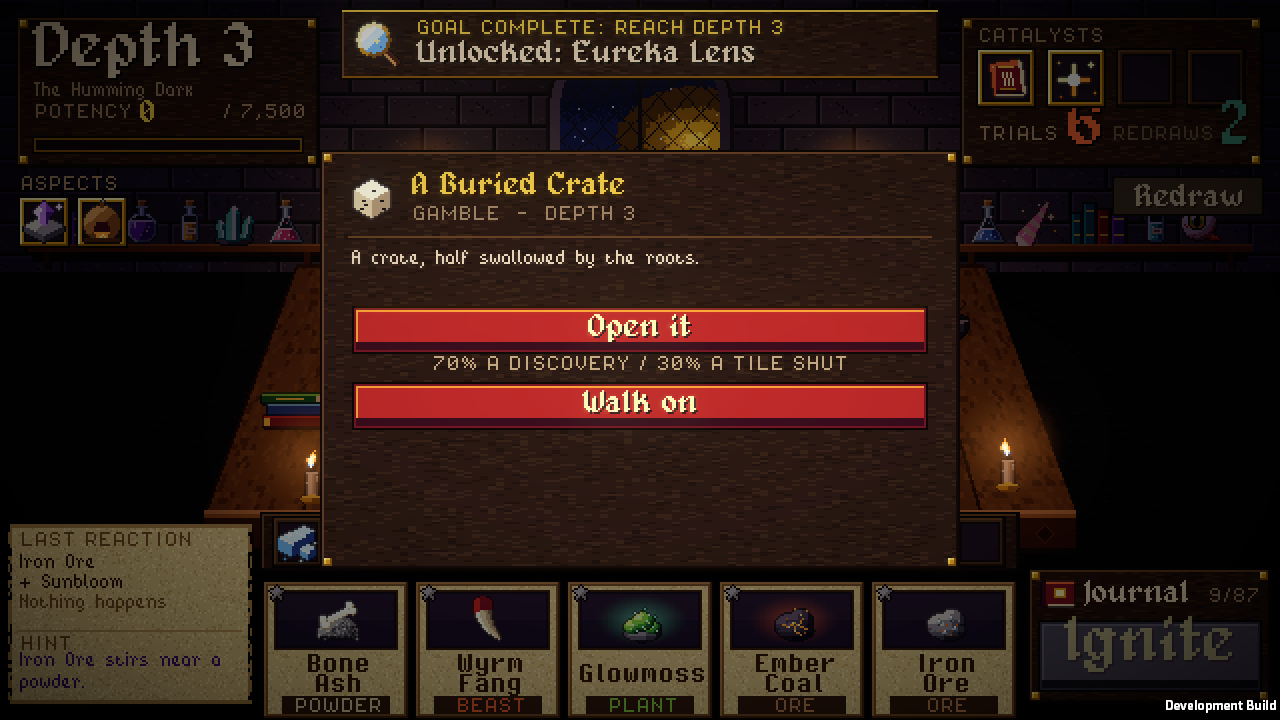 Depth 3
The Humming Dark
POTENCY 0 / 7,500
ASPECTS
GOAL COMPLETE: REACH DEPTH 3
Unlocked: Eureka Lens
CATALYSTS
TRIALS 6 REDRAWS 2
Redraw
A Buried Crate
GAMBLE - DEPTH 3
A crate, half swallowed by the roots.
Open it
70% A DISCOVERY / 30% A TILE SHUT
Walk on
LAST REACTION
Iron Ore
+ Sunbloom
Nothing happens
HINT
Iron Ore stirs near a
powder.
Bone
Ash
POWDER
Wyrm
Fang
BEAST
Glowmoss
PLANT
Ember
Coal
ORE
Iron
Ore
ORE
Journal 9/87
Ignite
Development Build